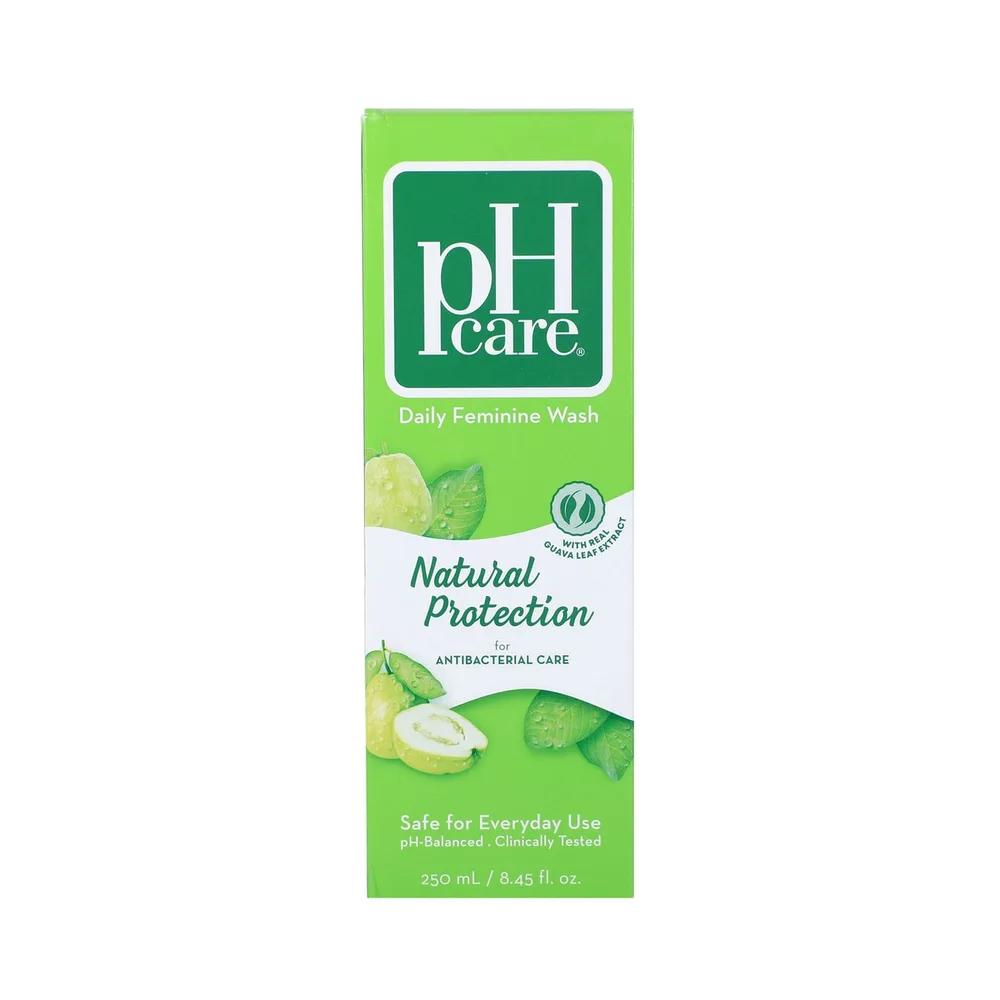 pH
care®
Daily Feminine Wash
WITH REAL
GUAVA LEAF EXTRACT
Natural
Protection
for
ANTIBACTERIAL CARE
Safe for Everyday Use
pH-Balanced . Clinically Tested
250 mL / 8.45 fl. oz.